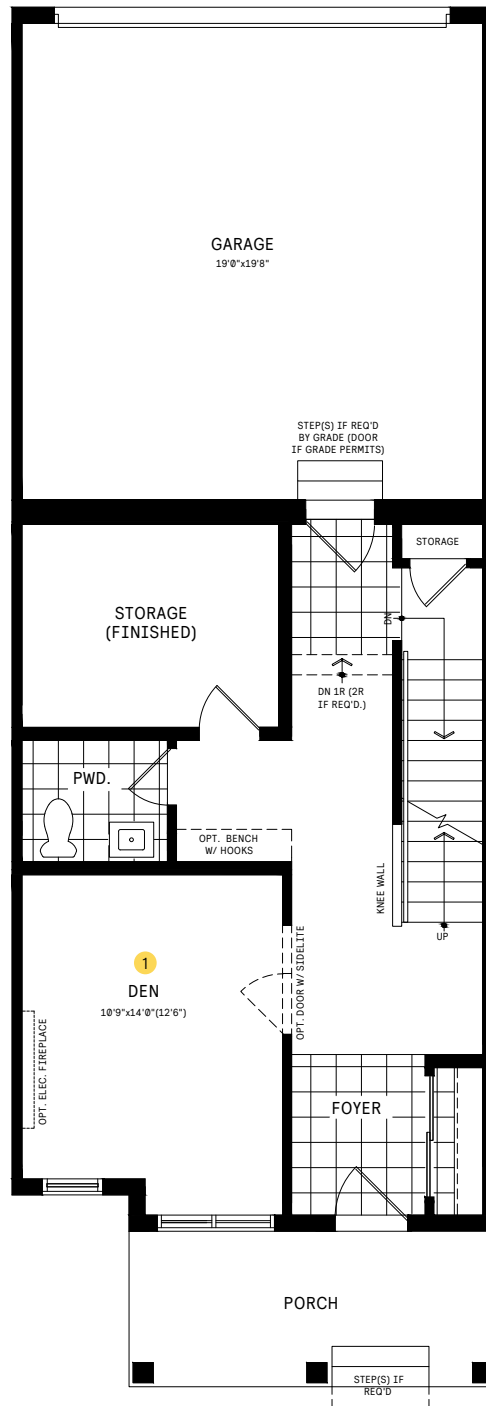 GARAGE
19'0"x19'8"
STEP(S) IF REQ'D
BY GRADE (DOOR
IF GRADE PERMITS)
STORAGE
STORAGE
(FINISHED)
DN
DN 1R (2R
IF REQ'D.)
PWD.
OPT. BENCH
W/ HOOKS
KNEE WALL
UP
1
DEN
10'9"x14'0"(12'6")
OPT. DOOR W/ SIDELITE
OPT. ELEC. FIREPLACE
FOYER
PORCH
STEP(S) IF
REQ'D